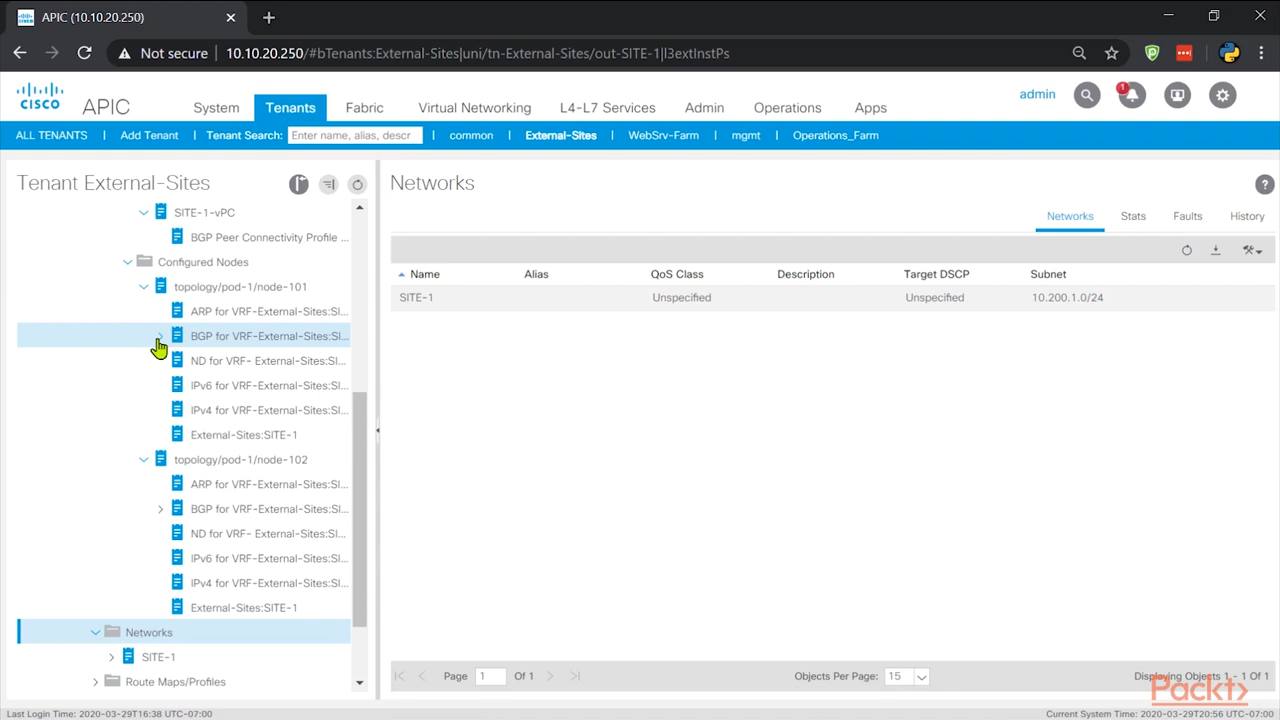 APIC (10.10.20.250)
Not secure 10.10.20.250/#bTenants:External-Sites|uni/tn-External-Sites/out-SITE-1|l3extInstPs
CISCO APIC System Tenants Fabric Virtual Networking L4-L7 Services Admin Operations Apps admin 1
ALL TENANTS | Add Tenant | Tenant Search: Enter name, alias, descr | common | External-Sites | WebSrv-Farm | mgmt | Operations_Farm
Tenant External-Sites
SITE-1-vPC
BGP Peer Connectivity Profile ...
Configured Nodes
topology/pod-1/node-101
ARP for VRF-External-Sites:SI...
BGP for VRF-External-Sites:SI...
ND for VRF- External-Sites:SI...
IPv6 for VRF-External-Sites:SI...
IPv4 for VRF-External-Sites:SI...
External-Sites:SITE-1
topology/pod-1/node-102
ARP for VRF-External-Sites:SI...
BGP for VRF-External-Sites:SI...
ND for VRF- External-Sites:SI...
IPv6 for VRF-External-Sites:SI...
IPv4 for VRF-External-Sites:SI...
External-Sites:SITE-1
Networks
SITE-1
Route Maps/Profiles
Networks
Networks Stats Faults History
Name Alias QoS Class Description Target DSCP Subnet
SITE-1 Unspecified Unspecified 10.200.1.0/24
Page 1 Of 1 Objects Per Page: 15 Displaying Objects 1 - 1 Of 1
Packt>
Last Login Time: 2020-03-29T16:38 UTC-07:00 Current System Time: 2020-03-29T20:56 UTC-07:00